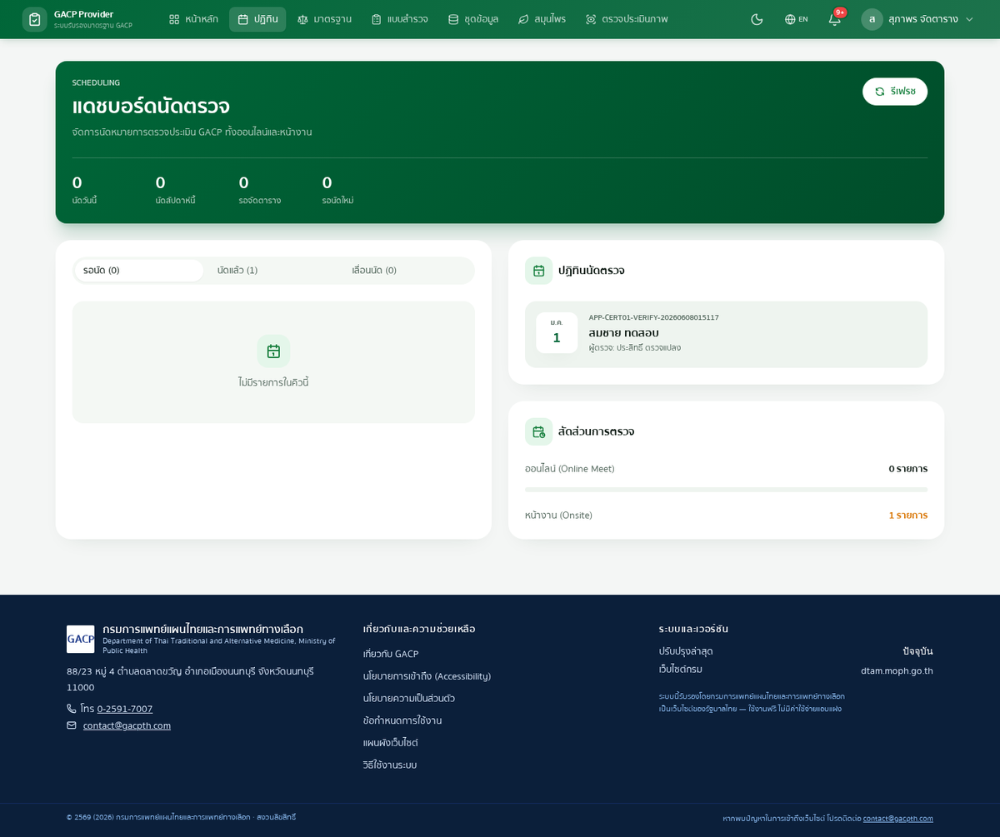 GACP Provider
ระบบรับรองมาตรฐาน GACP
หน้าหลัก
ปฏิทิน
มาตรฐาน
แบบสำรวจ
ชุดข้อมูล
สมุนไพร
ตรวจประเมินภาพ
EN
9+
ส
สุภาพร จัดตาราง
SCHEDULING
แดชบอร์ดนัดตรวจ
จัดการนัดหมายการตรวจประเมิน GACP ทั้งออนไลน์และหน้างาน
รีเฟรช
0
นัดวันนี้
0
นัดสัปดาห์นี้
0
รอจัดตาราง
0
รอนัดใหม่
รอนัด (0)
นัดแล้ว (1)
เลื่อนนัด (0)
ไม่มีรายการในคิวนี้
ปฏิทินนัดตรวจ
ม.ค.
1
APP-CERT01-VERIFY-20260608015117
สมชาย ทดสอบ
ผู้ตรวจ: ประสิทธิ์ ตรวจแปลง
สัดส่วนการตรวจ
ออนไลน์ (Online Meet)
0 รายการ
หน้างาน (Onsite)
1 รายการ
GACP
กรมการแพทย์แผนไทยและการแพทย์ทางเลือก
Department of Thai Traditional and Alternative Medicine, Ministry of
Public Health
88/23 หมู่ 4 ตำบลตลาดขวัญ อำเภอเมืองนนทบุรี จังหวัดนนทบุรี
11000
โทร 0-2591-7007
contact@gacpth.com
เกี่ยวกับและความช่วยเหลือ
เกี่ยวกับ GACP
นโยบายการเข้าถึง (Accessibility)
นโยบายความเป็นส่วนตัว
ข้อกำหนดการใช้งาน
แผนผังเว็บไซต์
วิธีใช้งานระบบ
ระบบและเวอร์ชัน
ปรับปรุงล่าสุด
ปัจจุบัน
เว็บไซต์กรม
dtam.moph.go.th
ระบบนี้รับรองโดยกรมการแพทย์แผนไทยและการแพทย์ทางเลือก
เป็นเว็บไซต์ของรัฐบาลไทย — ใช้งานฟรี ไม่มีค่าใช้จ่ายแอบแฝง
© 2569 (2026) กรมการแพทย์แผนไทยและการแพทย์ทางเลือก · สงวนลิขสิทธิ์
หากพบปัญหาในการเข้าถึงเว็บไซต์ โปรดติดต่อ contact@gacpth.com